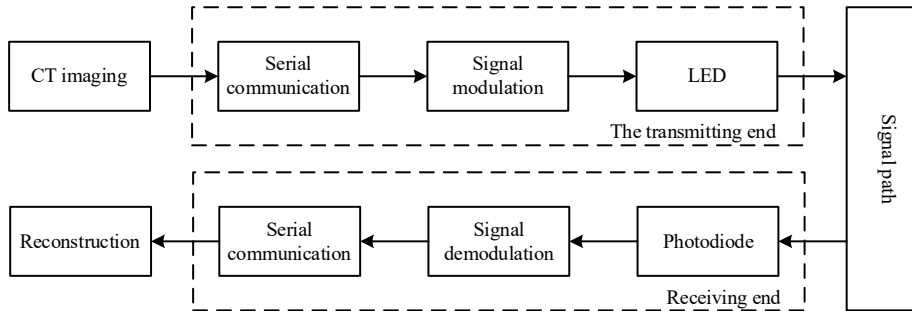 CT imaging
Serial
communication
Signal
modulation
LED
The transmitting end
Signal path
Reconstruction
Serial
communication
Signal
demodulation
Photodiode
Receiving end